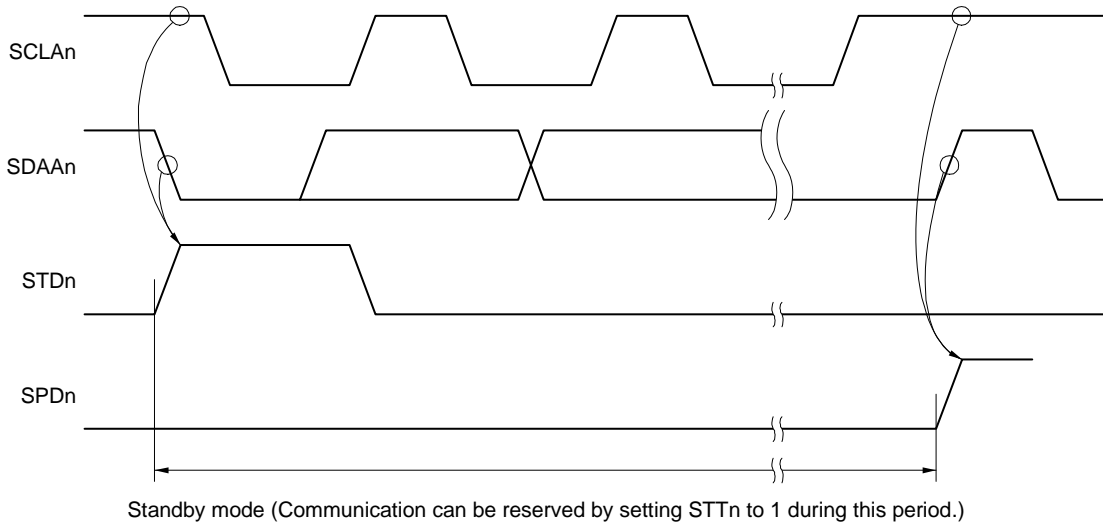 SCLAn
SDAAn
STDn
SPDn
Standby mode (Communication can be reserved by setting STTn to 1 during this period.)